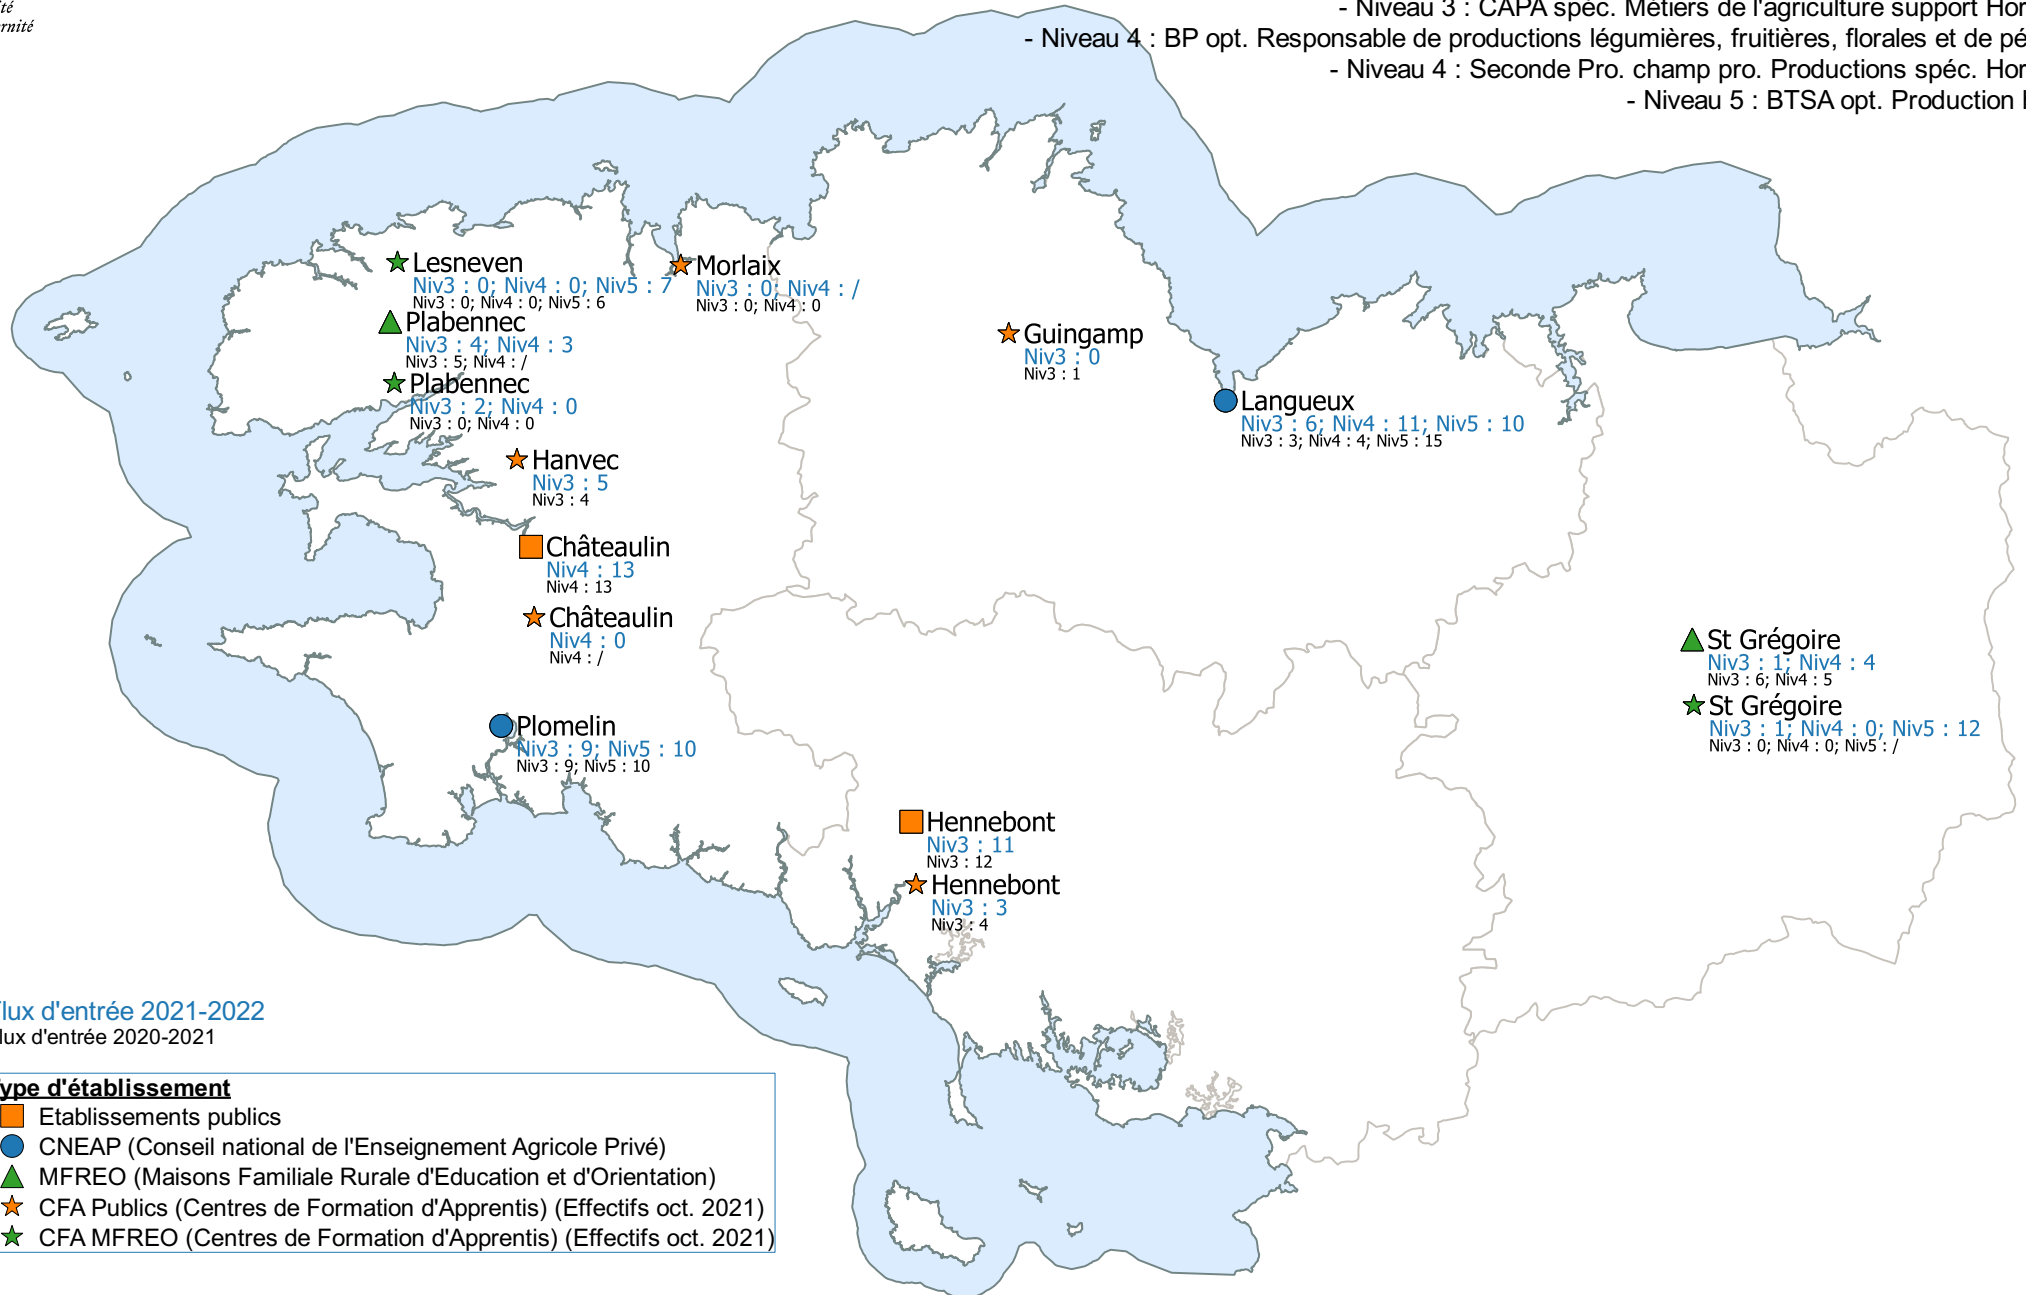 té
rnité
- Niveau 3 : CAPA spéc. Métiers de l'agriculture support Hor
- Niveau 4 : BP opt. Responsable de productions légumières, fruitières, florales et de pé
- Niveau 4 : Seconde Pro. champ pro. Productions spéc. Hor
- Niveau 5 : BTSA opt. Production
Lesneven
Niv3 : 0; Niv4 : 0; Niv5 : 7
Niv3 : 0; Niv4 : 0; Niv5 : 6
Morlaix
Niv3 : 0; Niv4 : /
Niv3 : 0; Niv4 : 0
Plabennec
Niv3 : 4; Niv4 : 3
Niv3 : 5; Niv4 : /
Plabennec
Niv3 : 2; Niv4 : 0
Niv3 : 0; Niv4 : 0
Guingamp
Niv3 : 0
Niv3 : 1
Langueux
Niv3 : 6; Niv4 : 11; Niv5 : 10
Niv3 : 3; Niv4 : 4; Niv5 : 15
Hanvec
Niv3 : 5
Niv3 : 4
Châteaulin
Niv4 : 13
Niv4 : 13
Châteaulin
Niv4 : 0
Niv4 : /
St Grégoire
Niv3 : 1; Niv4 : 4
Niv3 : 6; Niv4 : 5
St Grégoire
Niv3 : 1; Niv4 : 0; Niv5 : 12
Niv3 : 0; Niv4 : 0; Niv5 : /
Plomelin
Niv3 : 9; Niv5 : 10
Niv3 : 9; Niv5 : 10
Hennebont
Niv3 : 11
Niv3 : 12
Hennebont
Niv3 : 3
Niv3 : 4
lux d'entrée 2021-2022
lux d'entrée 2020-2021
ype d'établissement
Etablissements publics
CNEAP (Conseil national de l'Enseignement Agricole Privé)
MFREO (Maisons Familiale Rurale d'Education et d'Orientation)
CFA Publics (Centres de Formation d'Apprentis) (Effectifs oct. 2021)
CFA MFREO (Centres de Formation d'Apprentis) (Effectifs oct. 2021)